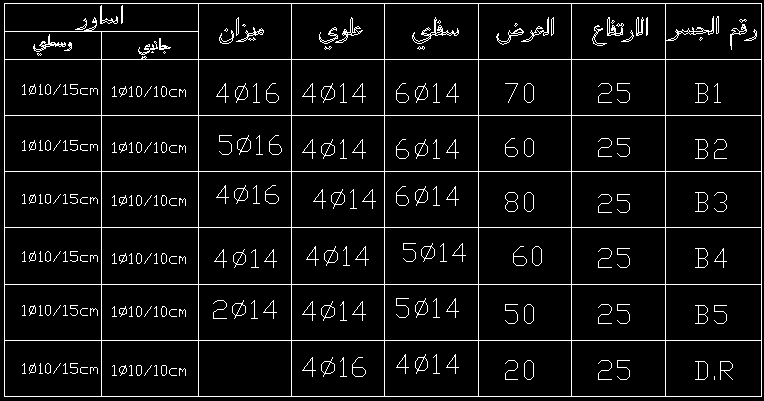 رقم الجسر الارتفاع العرض سفلي علوي ميزان اساور
جانبي وسطي
B1 25 70 6Ø14 4Ø14 4Ø16 1Ø10/10cm 1Ø10/15cm
B2 25 60 6Ø14 4Ø14 5Ø16 1Ø10/10cm 1Ø10/15cm
B3 25 80 6Ø14 4Ø14 4Ø16 1Ø10/10cm 1Ø10/15cm
B4 25 60 5Ø14 4Ø14 4Ø14 1Ø10/10cm 1Ø10/15cm
B5 25 50 5Ø14 4Ø14 2Ø14 1Ø10/10cm 1Ø10/15cm
D.R 25 20 4Ø14 4Ø16 1Ø10/10cm 1Ø10/15cm